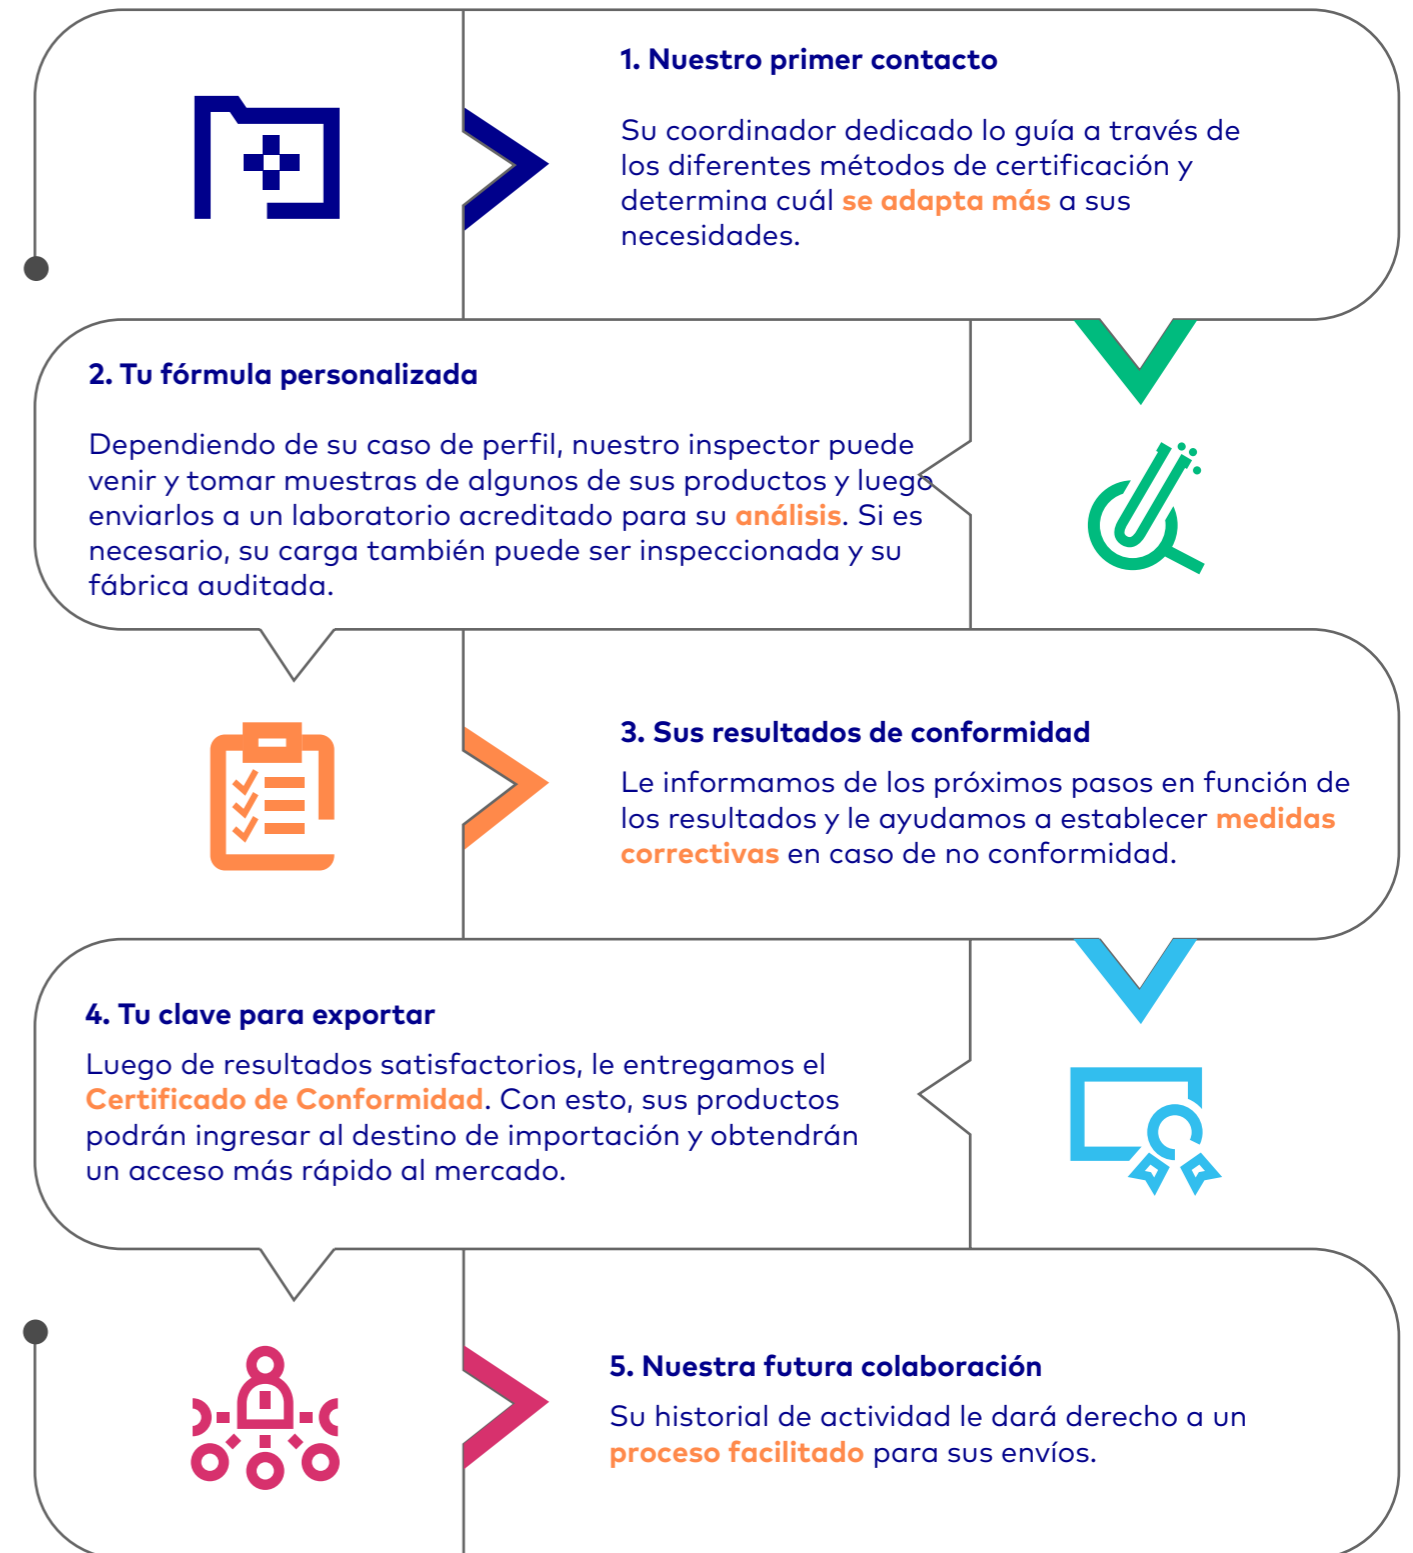 1. Nuestro primer contacto
Su coordinador dedicado lo guía a través de
los diferentes métodos de certificación y
determina cuál se adapta más a sus
necesidades.
2. Tu fórmula personalizada
Dependiendo de su caso de perfil, nuestro inspector puede
venir y tomar muestras de algunos de sus productos y luego
enviarlos a un laboratorio acreditado para su análisis. Si es
necesario, su carga también puede ser inspeccionada y su
fábrica auditada.
3. Sus resultados de conformidad
Le informamos de los próximos pasos en función de
los resultados y le ayudamos a establecer medidas
correctivas en caso de no conformidad.
4. Tu clave para exportar
Luego de resultados satisfactorios, le entregamos el
Certificado de Conformidad. Con esto, sus productos
podrán ingresar al destino de importación y obtendrán
un acceso más rápido al mercado.
5. Nuestra futura colaboración
Su historial de actividad le dará derecho a un
proceso facilitado para sus envíos.